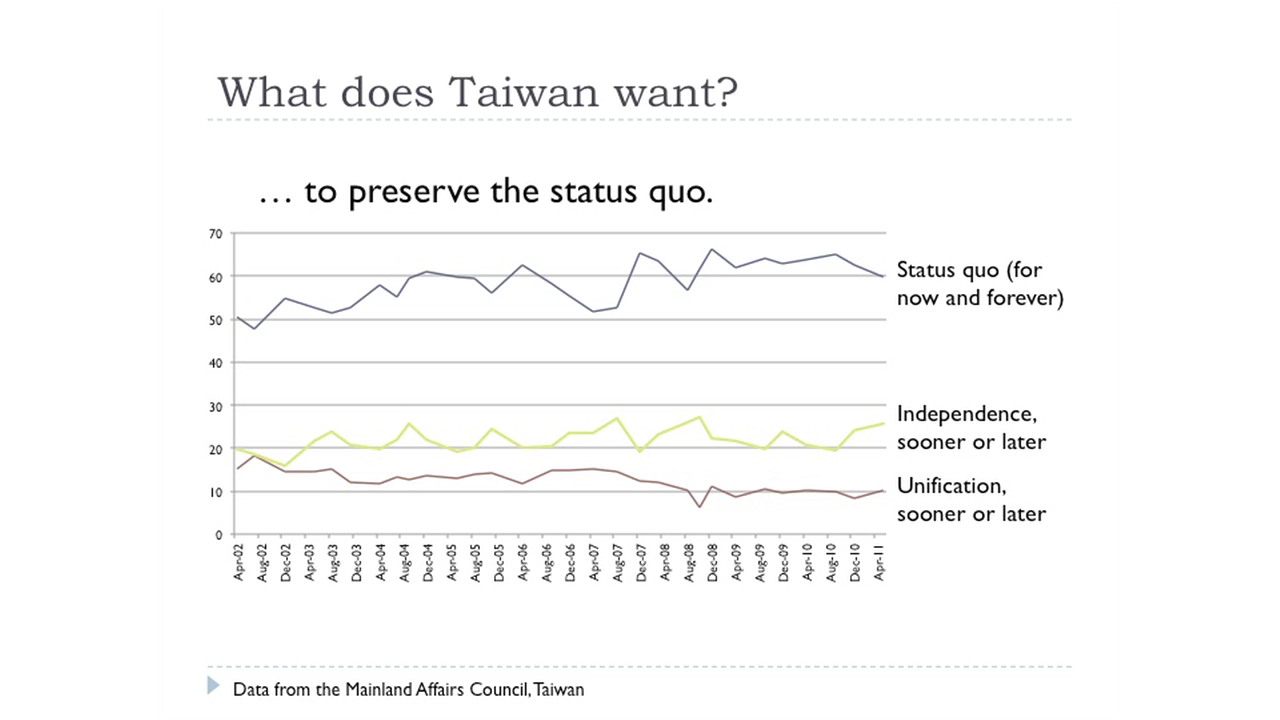 What does Taiwan want?
… to preserve the status quo.
70
60
50
40
30
20
10
0
Status quo (for
now and forever)
Independence,
sooner or later
Unification,
sooner or later
Apr-02
Aug-02
Dec-02
Apr-03
Aug-03
Dec-03
Apr-04
Aug-04
Dec-04
Apr-05
Aug-05
Dec-05
Apr-06
Aug-06
Dec-06
Apr-07
Aug-07
Dec-07
Apr-08
Aug-08
Dec-08
Apr-09
Aug-09
Dec-09
Apr-10
Aug-10
Dec-10
Apr-11
Data from the Mainland Affairs Council, Taiwan